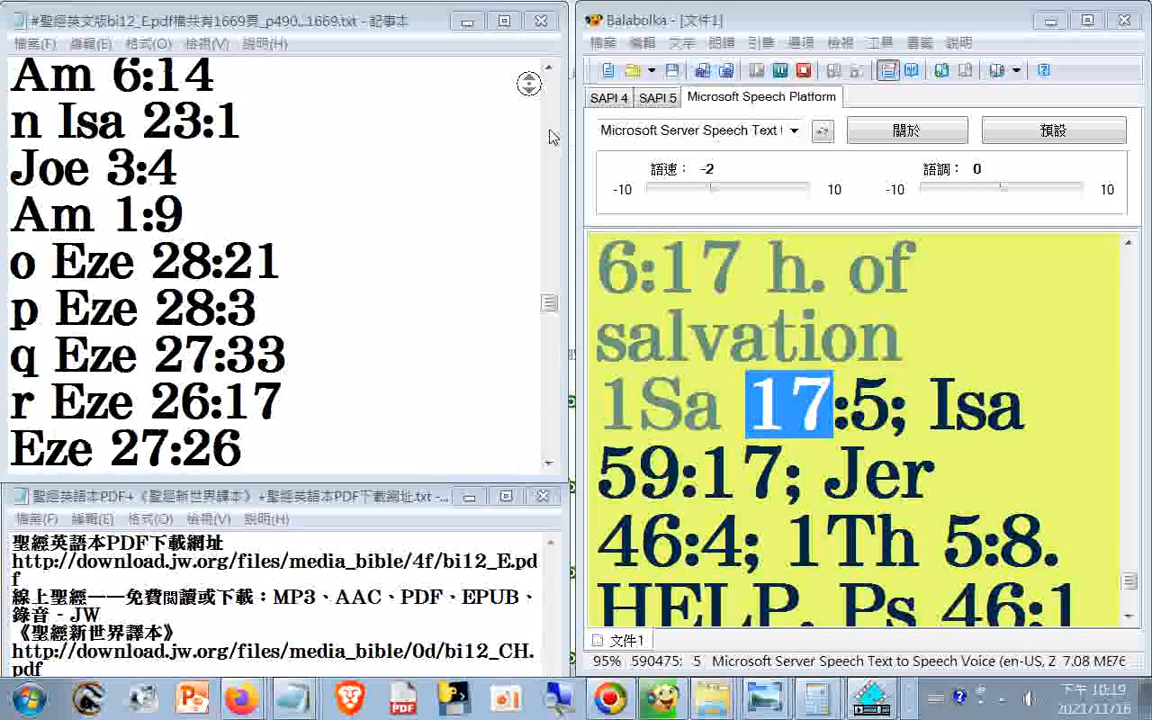 #聖經英文版bi12_E.pdf檔共有1669頁_p490...1669.txt - 記事本
檔案(F) 編輯(E) 格式(O) 檢視(V) 說明(H)
Am 6:14
n Isa 23:1
Joe 3:4
Am 1:9
o Eze 28:21
p Eze 28:3
q Eze 27:33
r Eze 26:17
Eze 27:26
聖經英語本PDF+《聖經新世界譯本》+聖經英語本PDF下載網址.txt -...
檔案(F) 編輯(E) 格式(O) 檢視(V) 說明(H)
聖經英語本PDF下載網址
http://download.jw.org/files/media_bible/4f/bi12_E.pd
f
線上聖經——免費閱讀或下載：MP3、AAC、PDF、EPUB、
錄音 - JW
《聖經新世界譯本》
http://download.jw.org/files/media_bible/0d/bi12_CH.
pdf
Balabolka - [文件1]
檔案 編輯 文字 朗讀 引擎 選項 檢視 工具 書籤 說明
SAPI 4 SAPI 5 Microsoft Speech Platform
Microsoft Server Speech Text 關於 預設
語速： -2 語調： 0
-10 10 -10 10
6:17 h. of
salvation
1Sa 17:5; Isa
59:17; Jer
46:4; 1Th 5:8.
HELP, Ps 46:1
文件1
95% 590475: 5 Microsoft Server Speech Text to Speech Voice (en-US, Z 7.08 МБ
下午 10:19
2021/11/16